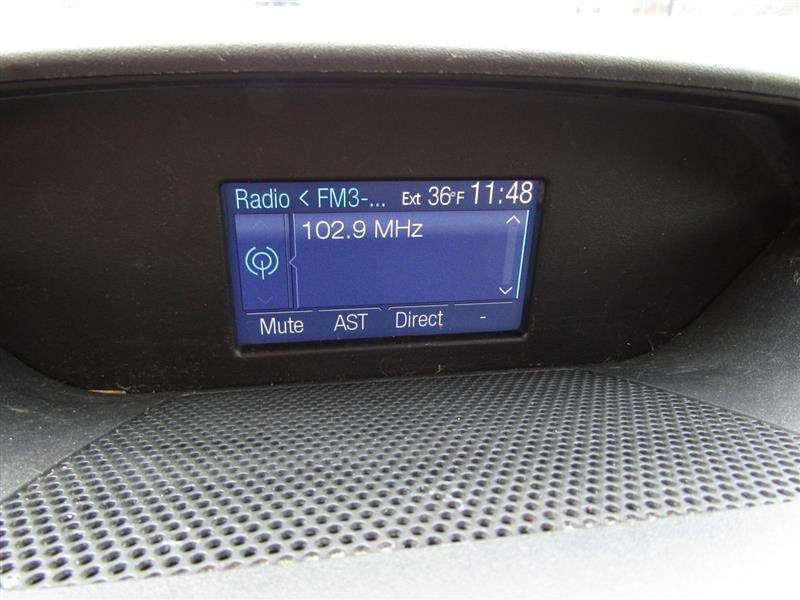 Radio < FM3-... Ext 36°F 11:48
102.9 MHz
Mute AST Direct -